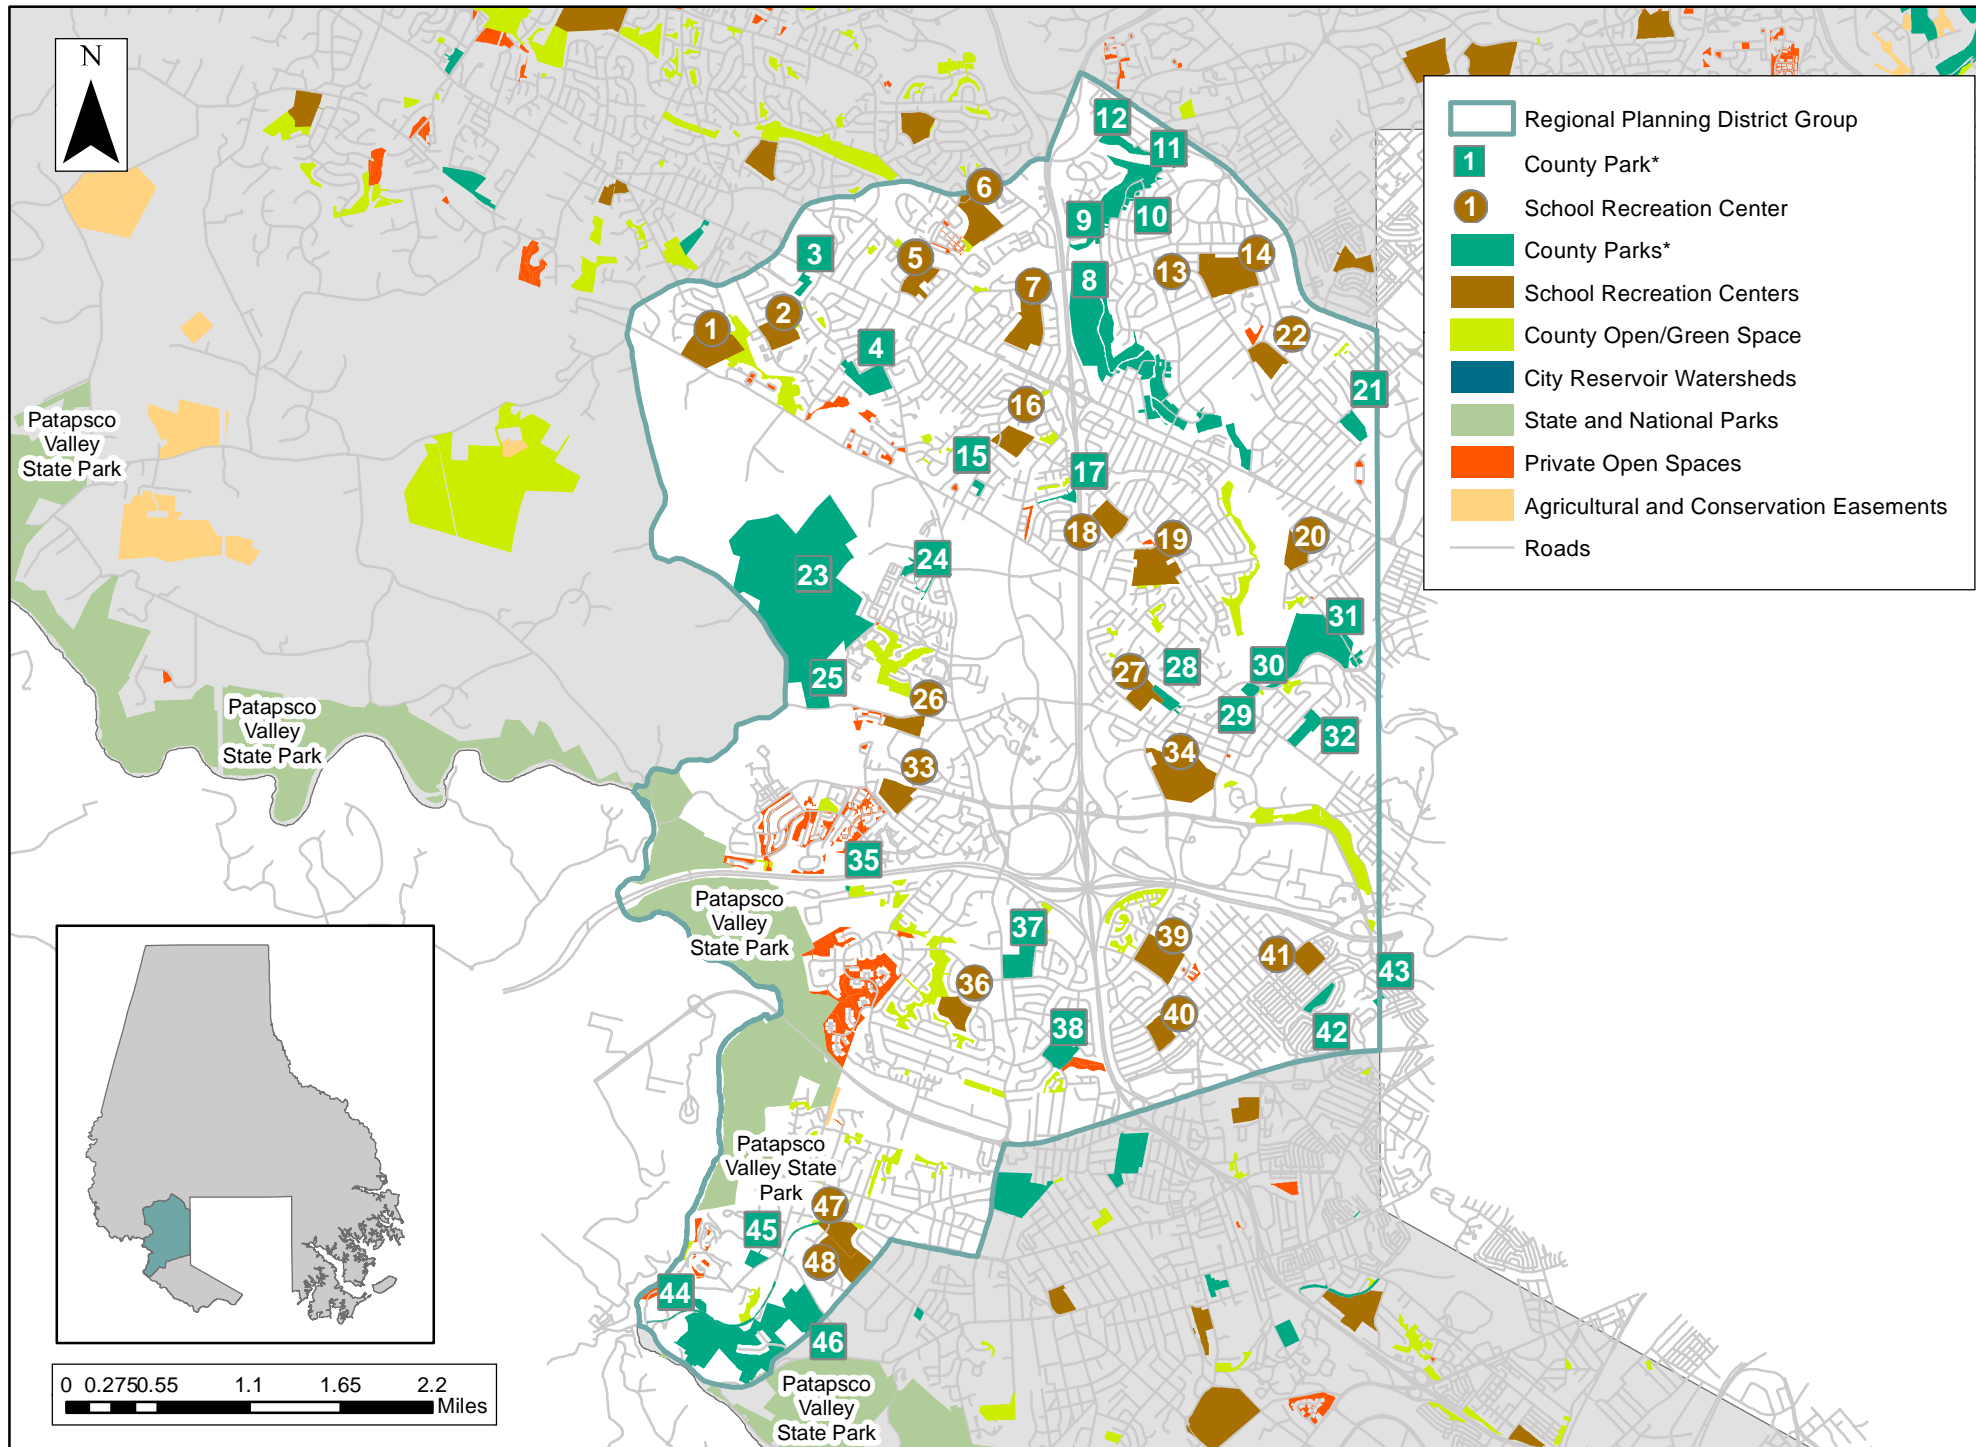 N
12
11
6
9
10
3
5
14
13
7
8
2
1
22
4
21
16
15
17
18
19
20
24
23
31
25
27
28
30
26
29
32
34
33
35
37
39
41
43
36
40
38
42
47
45
48
44
46
Regional Planning District Group
1 County Park*
1 School Recreation Center
County Parks*
School Recreation Centers
County Open/Green Space
City Reservoir Watersheds
State and National Parks
Private Open Spaces
Agricultural and Conservation Easements
Roads
Patapsco
Valley
State Park
Patapsco
Valley
State Park
Patapsco
Valley
State Park
Patapsco
Valley State
Park
Patapsco
Valley
State Park
0 0.275 0.55 1.1 1.65 2.2
Miles